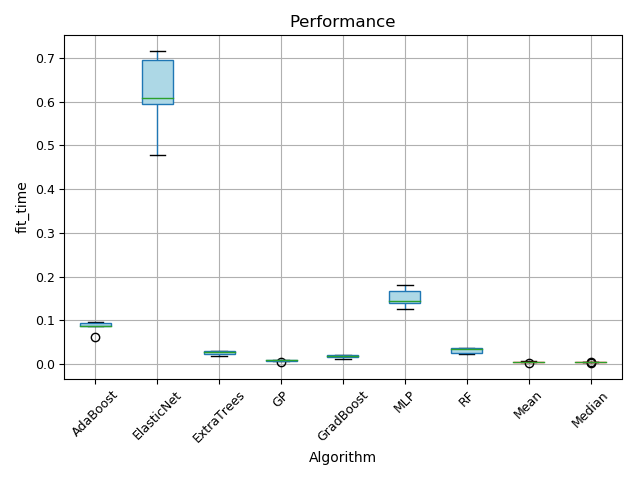 Performance
fit_time
0.7
0.6
0.5
0.4
0.3
0.2
0.1
0.0
AdaBoost
ElasticNet
ExtraTrees
GP
GradBoost
MLP
RF
Mean
Median
Algorithm